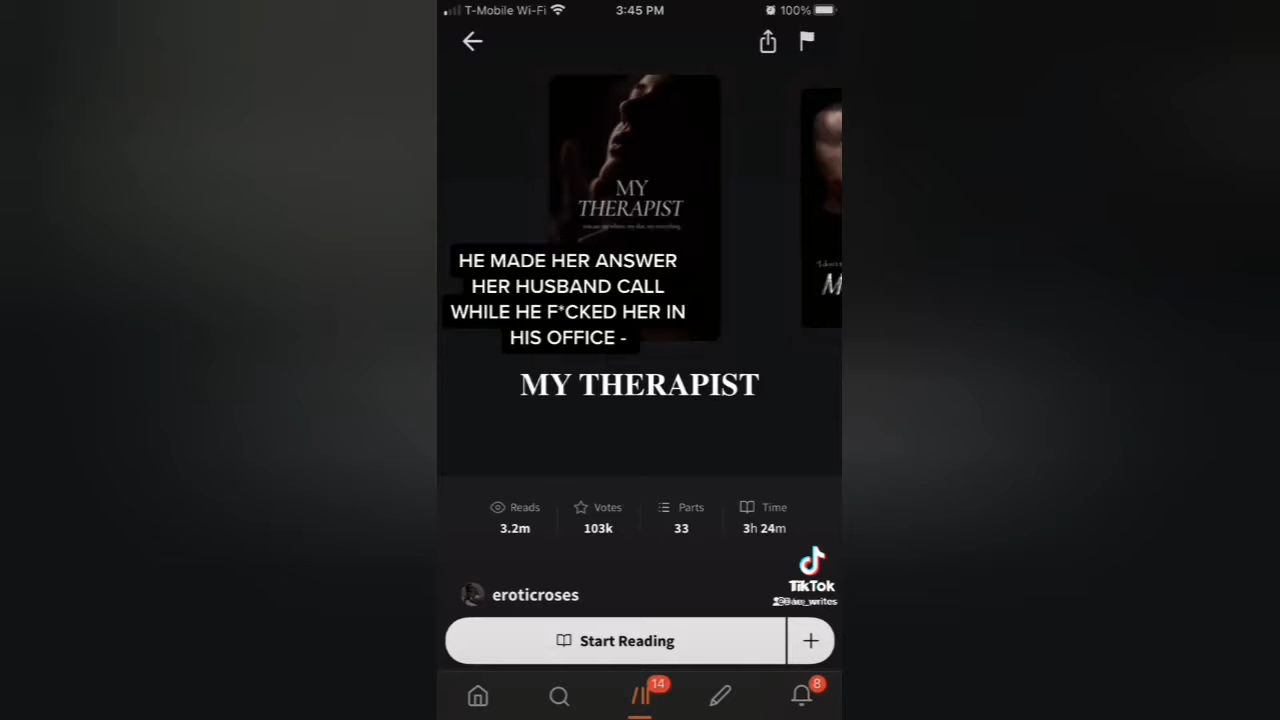 T-Mobile Wi-Fi
3:45 PM
100%
MY
THERAPIST
HE MADE HER ANSWER
HER HUSBAND CALL
WHILE HE F*CKED HER IN
HIS OFFICE -
M
MY THERAPIST
Reads
Votes
Parts
Time
3.2m
103k
33
3h 24m
TikTok
eroticroses
Start Reading
14
8